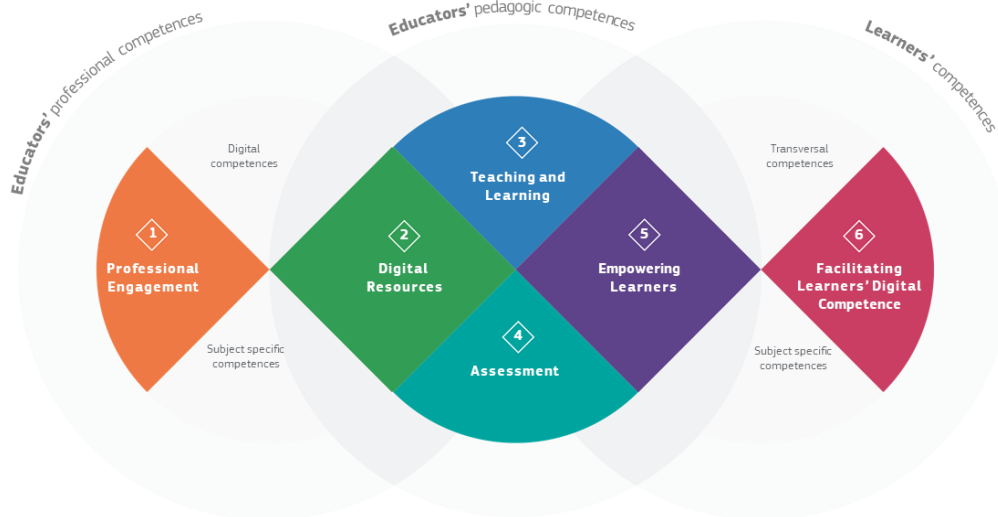 Educators' professional competences
Educators' pedagogic competences
Learners' competences
Digital
competences
Transversal
competences
1
Professional
Engagement
2
Digital
Resources
3
Teaching and
Learning
4
Assessment
5
Empowering
Learners
6
Facilitating
Learners' Digital
Competence
Subject specific
competences
Subject specific
competences